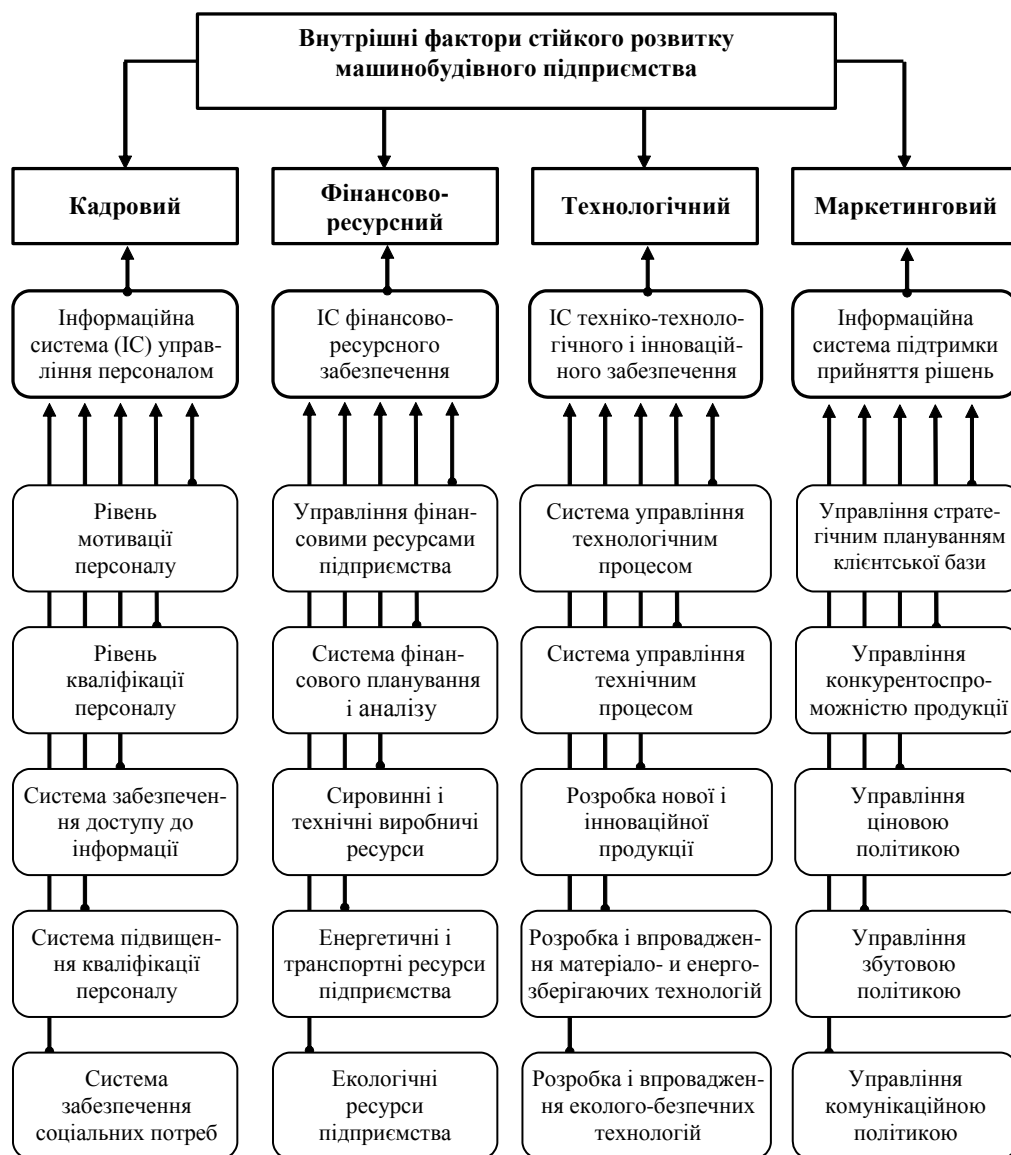 Внутрішні фактори стійкого розвитку
машинобудівного підприємства
Кадровий
Фінансово-
ресурсний
Технологічний
Маркетинговий
Інформаційна
система (ІС) управ-
ління персоналом
ІС фінансово-
ресурсного
забезпечення
ІС техніко-техноло-
гічного і інновацій-
ного забезпечення
Інформаційна
система підтримки
прийняття рішень
Рівень
мотивації
персоналу
Управління фінан-
совими ресурсами
підприємства
Система управління
технологічним
процесом
Управління страте-
гічним плануванням
клієнтської бази
Рівень
кваліфікації
персоналу
Система фінан-
сового планування
і аналізу
Система управління
технічним
процесом
Управління
конкурентоспро-
можністю продукції
Система забезпечен-
ня доступу до
інформації
Сировинні і
технічні виробничі
ресурси
Розробка нової і
інноваційної
продукції
Управління
ціновою
політикою
Система підвищен-
ня кваліфікації
персоналу
Енергетичні і
транспортні ресурси
підприємства
Розробка і впроваджен-
ня матеріало- и енерго-
зберігаючих технологій
Управління
збутовою
політикою
Система
забезпечення
соціальних потреб
Екологічні
ресурси
підприємства
Розробка і впроваджен-
ня еколого-безпечних
технологій
Управління
комунікаційною
політикою